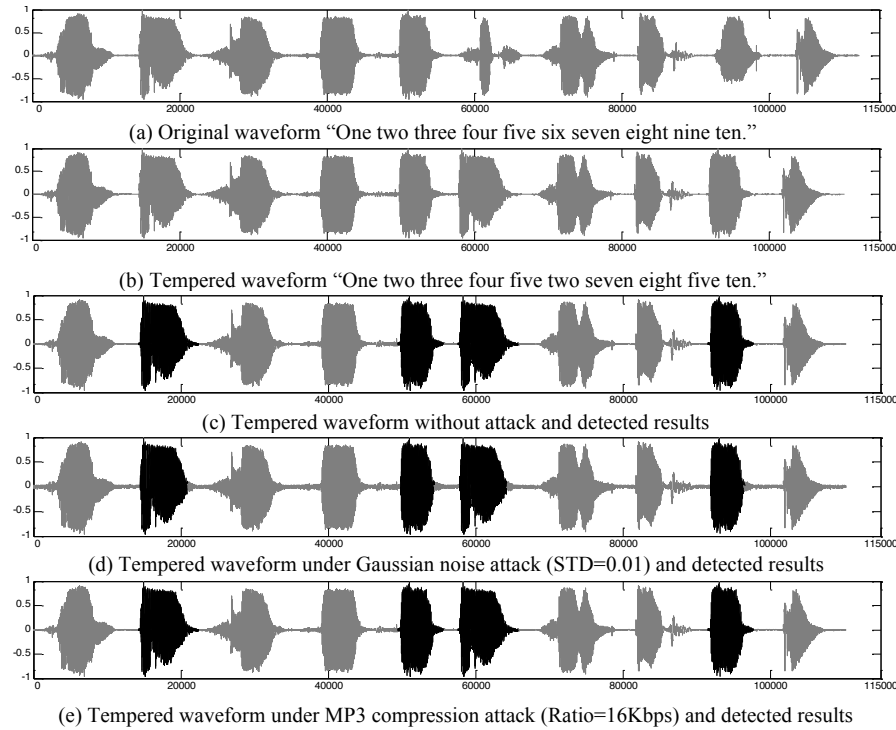 1
0.5
0
-0.5
-1
0 20000 40000 60000 80000 100000 115000
(a) Original waveform “One two three four five six seven eight nine ten.”
1
0.5
0
-0.5
-1
0 20000 40000 60000 80000 100000 115000
(b) Tempered waveform “One two three four five two seven eight five ten.”
1
0.5
0
-0.5
-1
0 20000 40000 60000 80000 100000 115000
(c) Tempered waveform without attack and detected results
1
0.5
0
-0.5
-1
0 20000 40000 60000 80000 100000 115000
(d) Tempered waveform under Gaussian noise attack (STD=0.01) and detected results
1
0.5
0
-0.5
-1
0 20000 40000 60000 80000 100000 115000
(e) Tempered waveform under MP3 compression attack (Ratio=16Kbps) and detected results